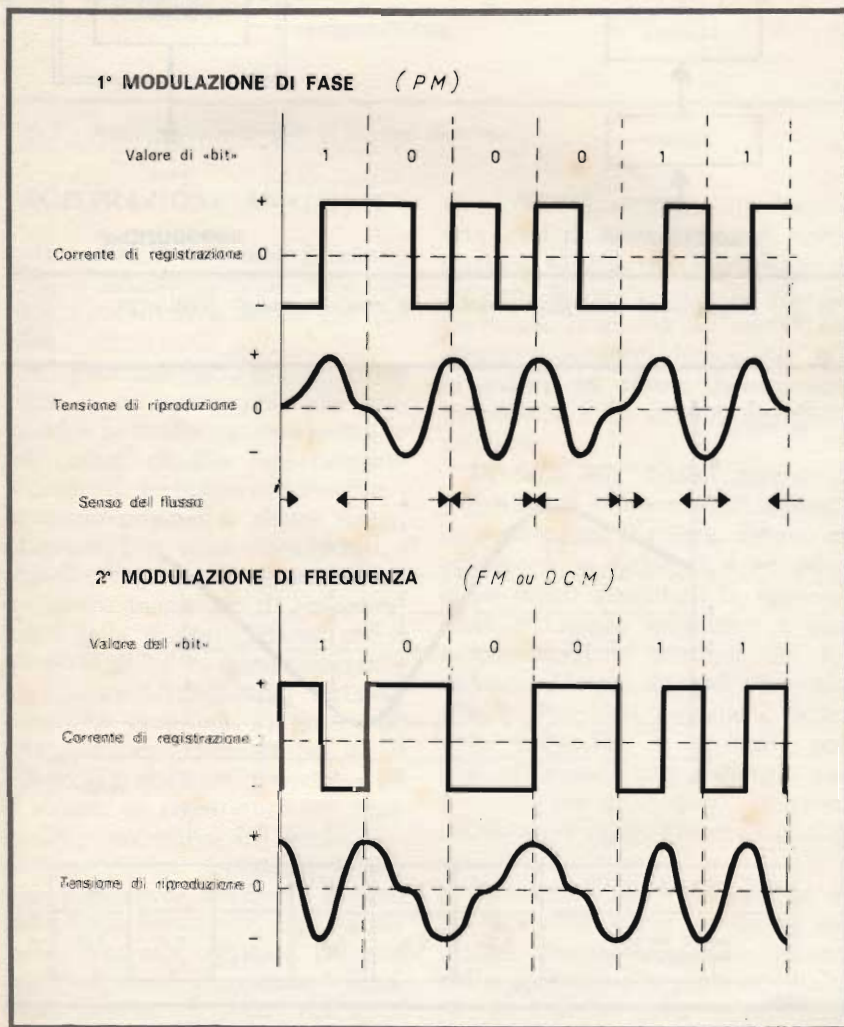 1° MODULAZIONE DI FASE (PM)
Valore di «bit» 1 0 0 0 1 1
+
Corrente di registrazione 0
+
Tensione di riproduzione 0
−
Senso dell flusso
2° MODULAZIONE DI FREQUENZA (FM ou DCM)
Valore dell «bit» 1 0 0 0 1 1
+
Corrente di registrazione
−
+
Tensione di riproduzione 0
−